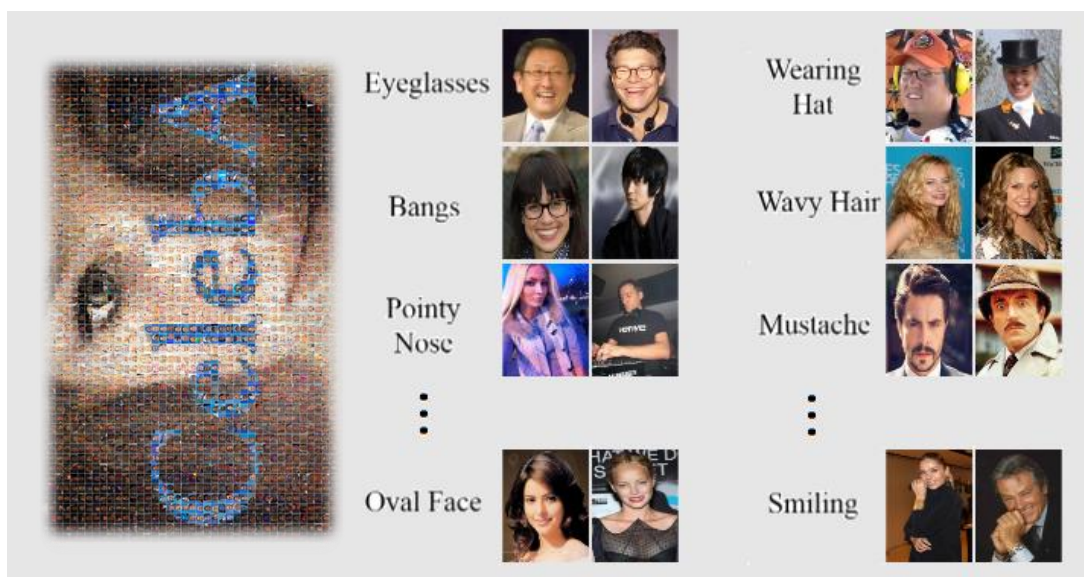 CelebA
Eyeglasses
Bangs
Pointy
Nose
Oval Face
Wearing
Hat
Wavy Hair
Mustache
Smiling